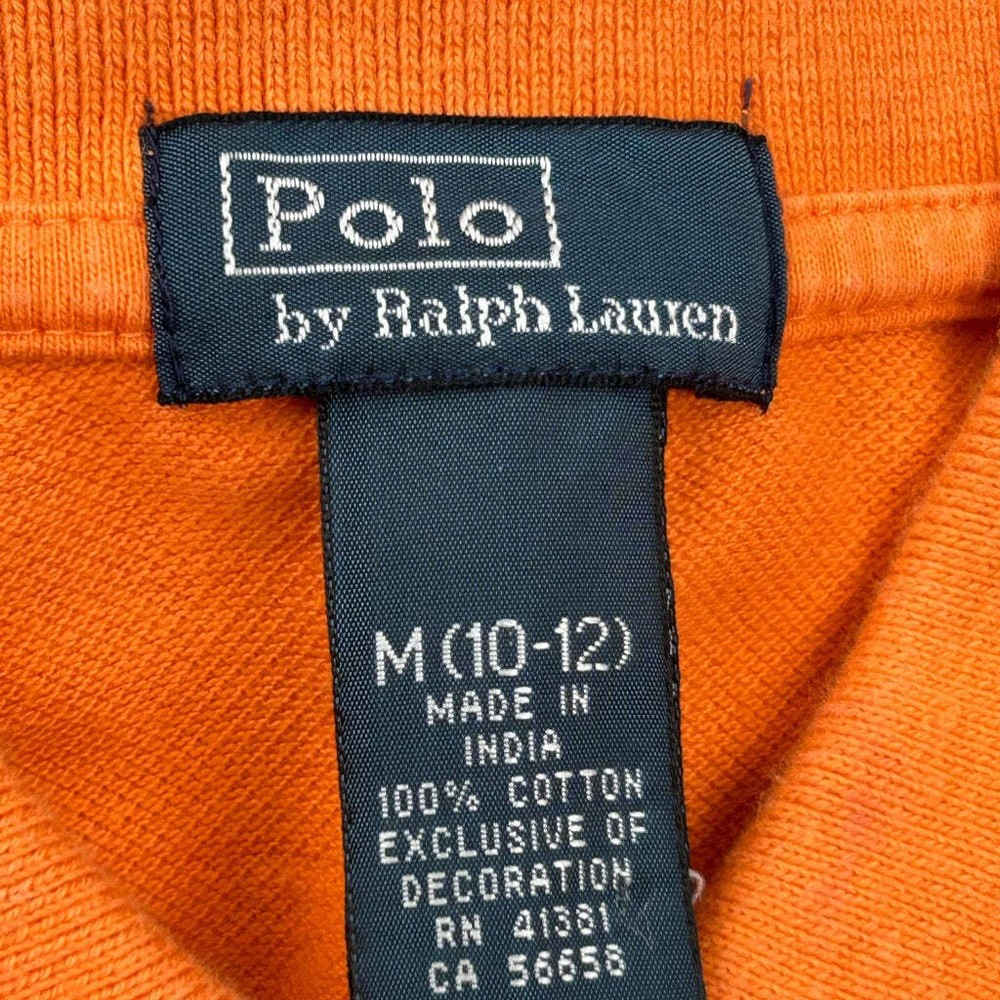 Polo
by Ralph Lauren
M (10-12)
MADE IN
INDIA
100% COTTON
EXCLUSIVE OF
DECORATION
RN 41381
CA 56658